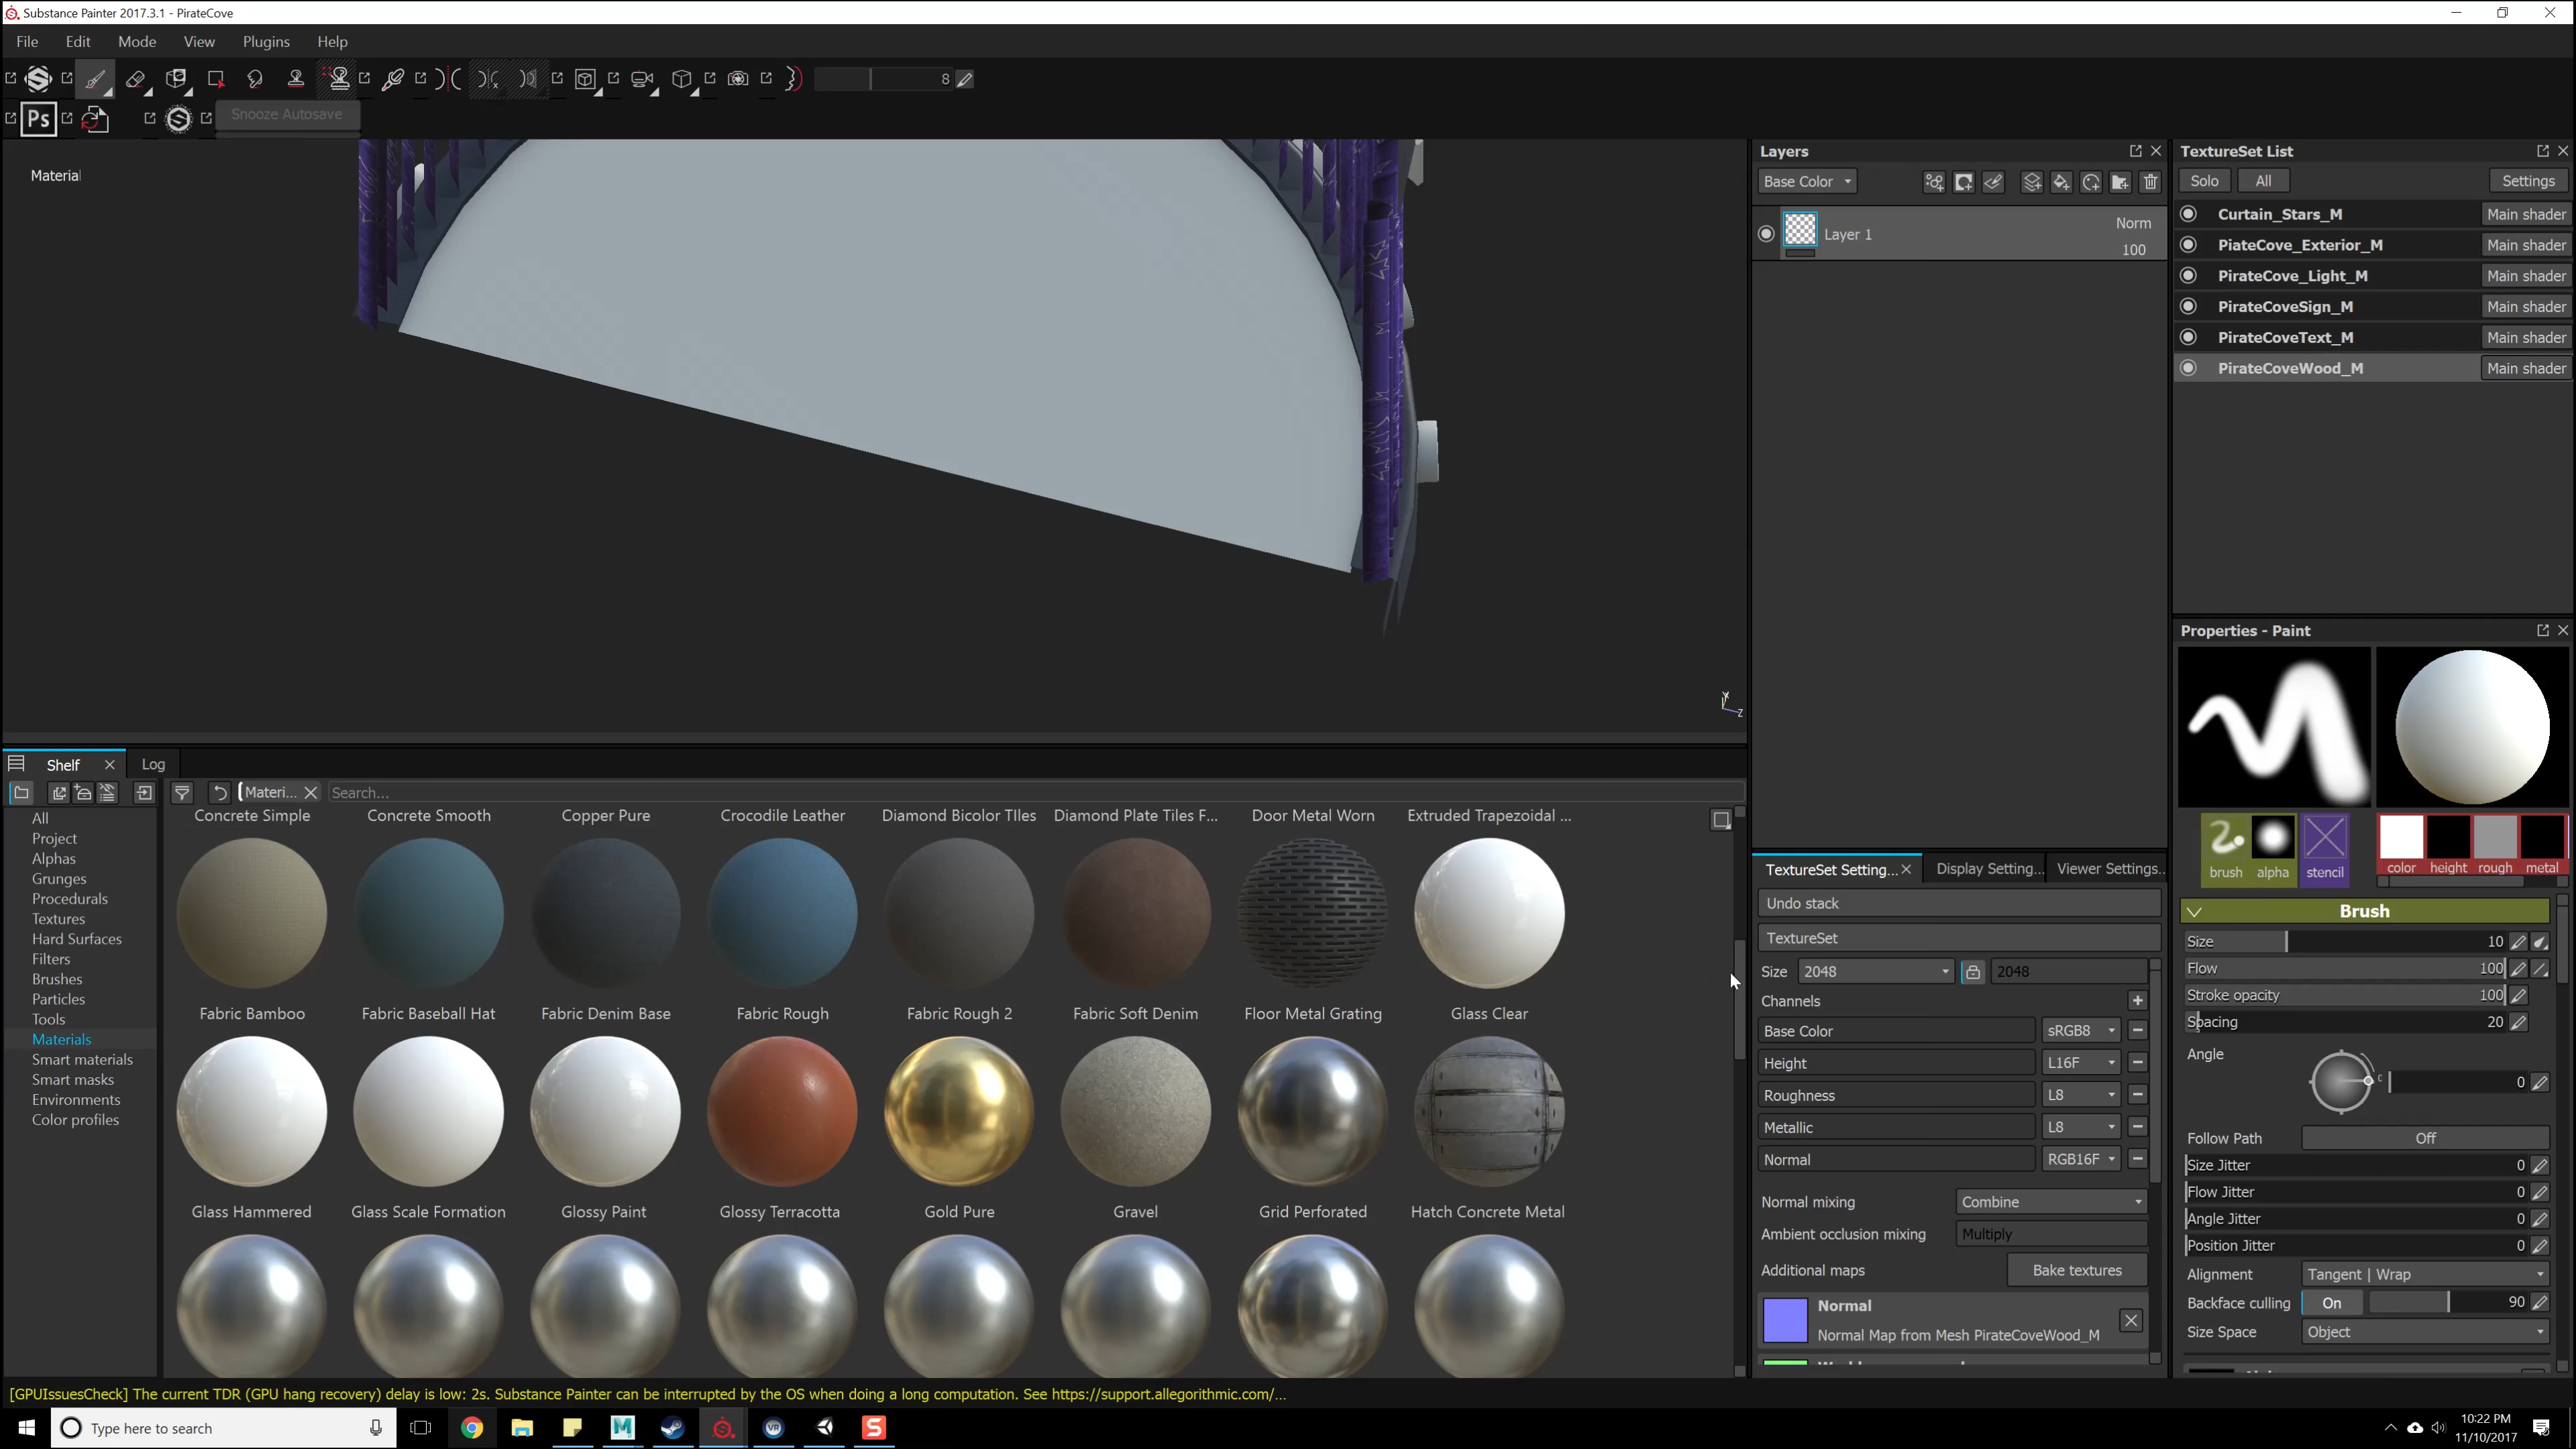 Substance Painter 2017.3.1 - PirateCove
File Edit Mode View Plugins Help
8
Ps Snooze Autosave
Material
Y
Z
Layers
Base Color
Layer 1
Norm
100
TextureSet List
Solo All Settings
Curtain_Stars_M Main shader
PiateCove_Exterior_M Main shader
PirateCove_Light_M Main shader
PirateCoveSign_M Main shader
PirateCoveText_M Main shader
PirateCoveWood_M Main shader
Shelf Log
Materi... Search...
All
Project
Alphas
Grunges
Procedurals
Textures
Hard Surfaces
Filters
Brushes
Particles
Tools
Materials
Smart materials
Smart masks
Environments
Color profiles
Concrete Simple Concrete Smooth Copper Pure Crocodile Leather Diamond Bicolor TIles Diamond Plate Tiles F... Door Metal Worn Extruded Trapezoidal ...
Fabric Bamboo Fabric Baseball Hat Fabric Denim Base Fabric Rough Fabric Rough 2 Fabric Soft Denim Floor Metal Grating Glass Clear
Glass Hammered Glass Scale Formation Glossy Paint Glossy Terracotta Gold Pure Gravel Grid Perforated Hatch Concrete Metal
TextureSet Setting... Display Setting... Viewer Settings...
Undo stack
TextureSet
Size 2048 2048
Channels
Base Color sRGB8
Height L16F
Roughness L8
Metallic L8
Normal RGB16F
Normal mixing Combine
Ambient occlusion mixing Multiply
Additional maps Bake textures
Normal
Normal Map from Mesh PirateCoveWood_M
Properties - Paint
brush alpha stencil color height rough metal
Brush
Size 10
Flow 100
Stroke opacity 100
Spacing 20
Angle
0
Follow Path Off
Size Jitter 0
Flow Jitter 0
Angle Jitter 0
Position Jitter 0
Alignment Tangent | Wrap
Backface culling On 90
Size Space Object
[GPUIssuesCheck] The current TDR (GPU hang recovery) delay is low: 2s. Substance Painter can be interrupted by the OS when doing a long computation. See https://support.allegorithmic.com/...
Type here to search
10:22 PM
11/10/2017